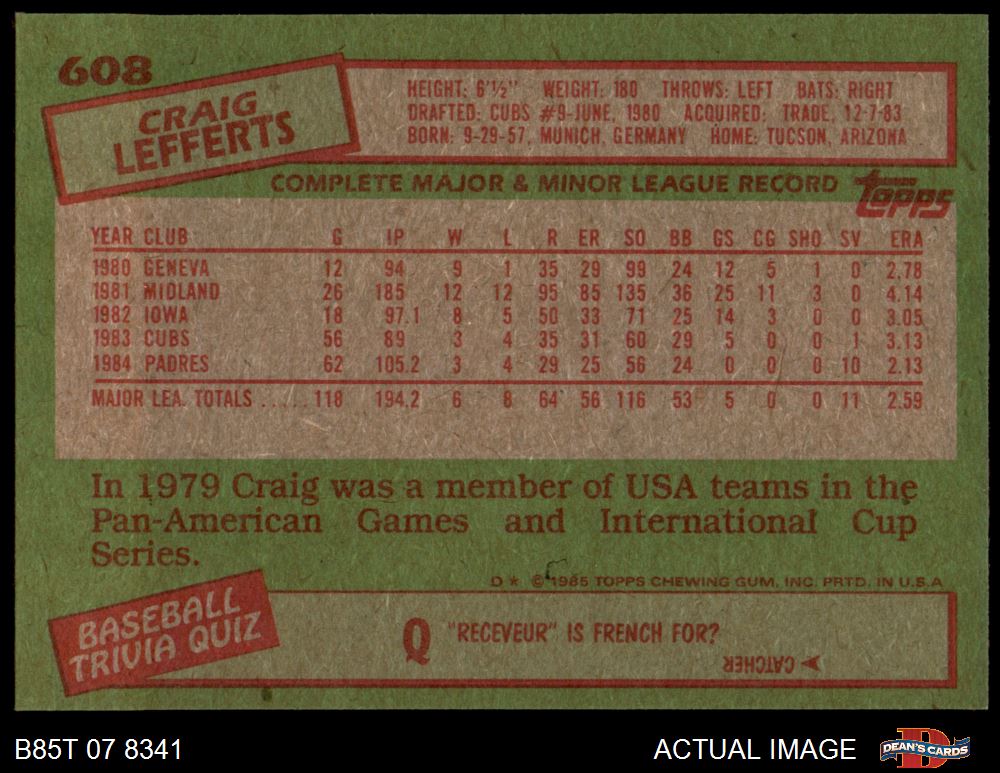 608
CRAIG
LEFFERTS
HEIGHT: 6'1½" WEIGHT: 180 THROWS: LEFT BATS: RIGHT
DRAFTED: CUBS #9-JUNE, 1980 ACQUIRED: TRADE, 12-7-83
BORN: 9-29-57, MUNICH, GERMANY HOME: TUCSON, ARIZONA
COMPLETE MAJOR & MINOR LEAGUE RECORD
topps
YEAR CLUB G IP W L R ER SO BB GS CG SHO SV ERA
1980 GENEVA 12 94 9 1 35 29 99 24 12 5 1 0 2.78
1981 MIDLAND 26 185 12 12 95 85 135 36 25 11 3 0 4.14
1982 IOWA 18 97.1 8 5 50 33 71 25 14 3 0 0 3.05
1983 CUBS 56 89 3 4 35 31 60 29 5 0 0 1 3.13
1984 PADRES 62 105.2 3 4 29 25 56 24 0 0 0 10 2.13
MAJOR LEA. TOTALS ..... 118 194.2 6 8 64 56 116 53 5 0 0 11 2.59
In 1979 Craig was a member of USA teams in the
Pan-American Games and International Cup
Series.
D* © 1985 TOPPS CHEWING GUM, INC. PRTD. IN U.S.A
BASEBALL
TRIVIA QUIZ
Q "RECEVEUR" IS FRENCH FOR?
CATCHER
B85T 07 8341
ACTUAL IMAGE
DEAN'S CARDS